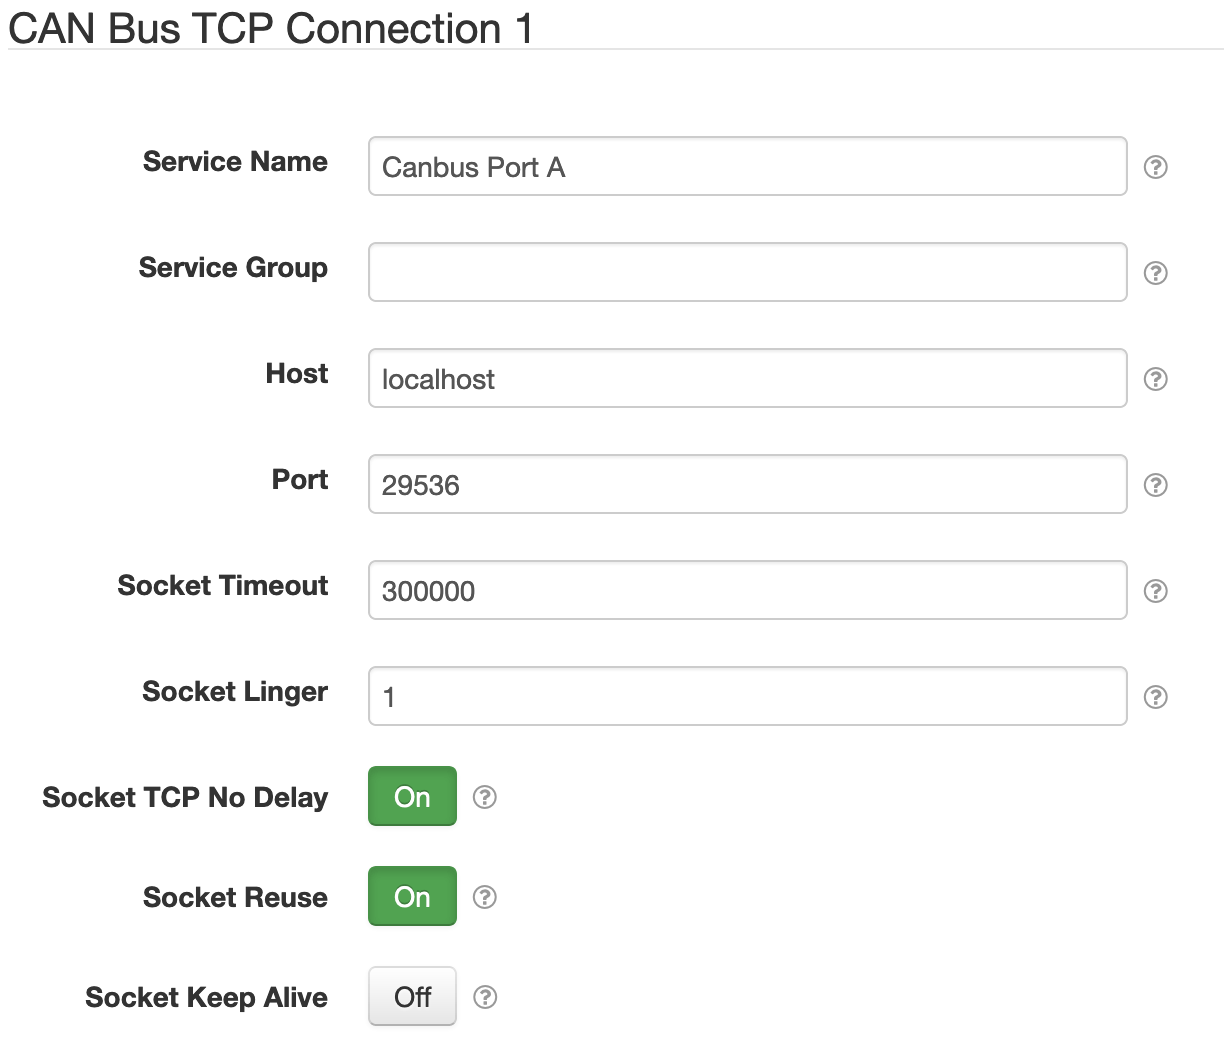 CAN Bus TCP Connection 1
Service Name Canbus Port A ?
Service Group ?
Host localhost ?
Port 29536 ?
Socket Timeout 300000 ?
Socket Linger 1 ?
Socket TCP No Delay On ?
Socket Reuse On ?
Socket Keep Alive Off ?